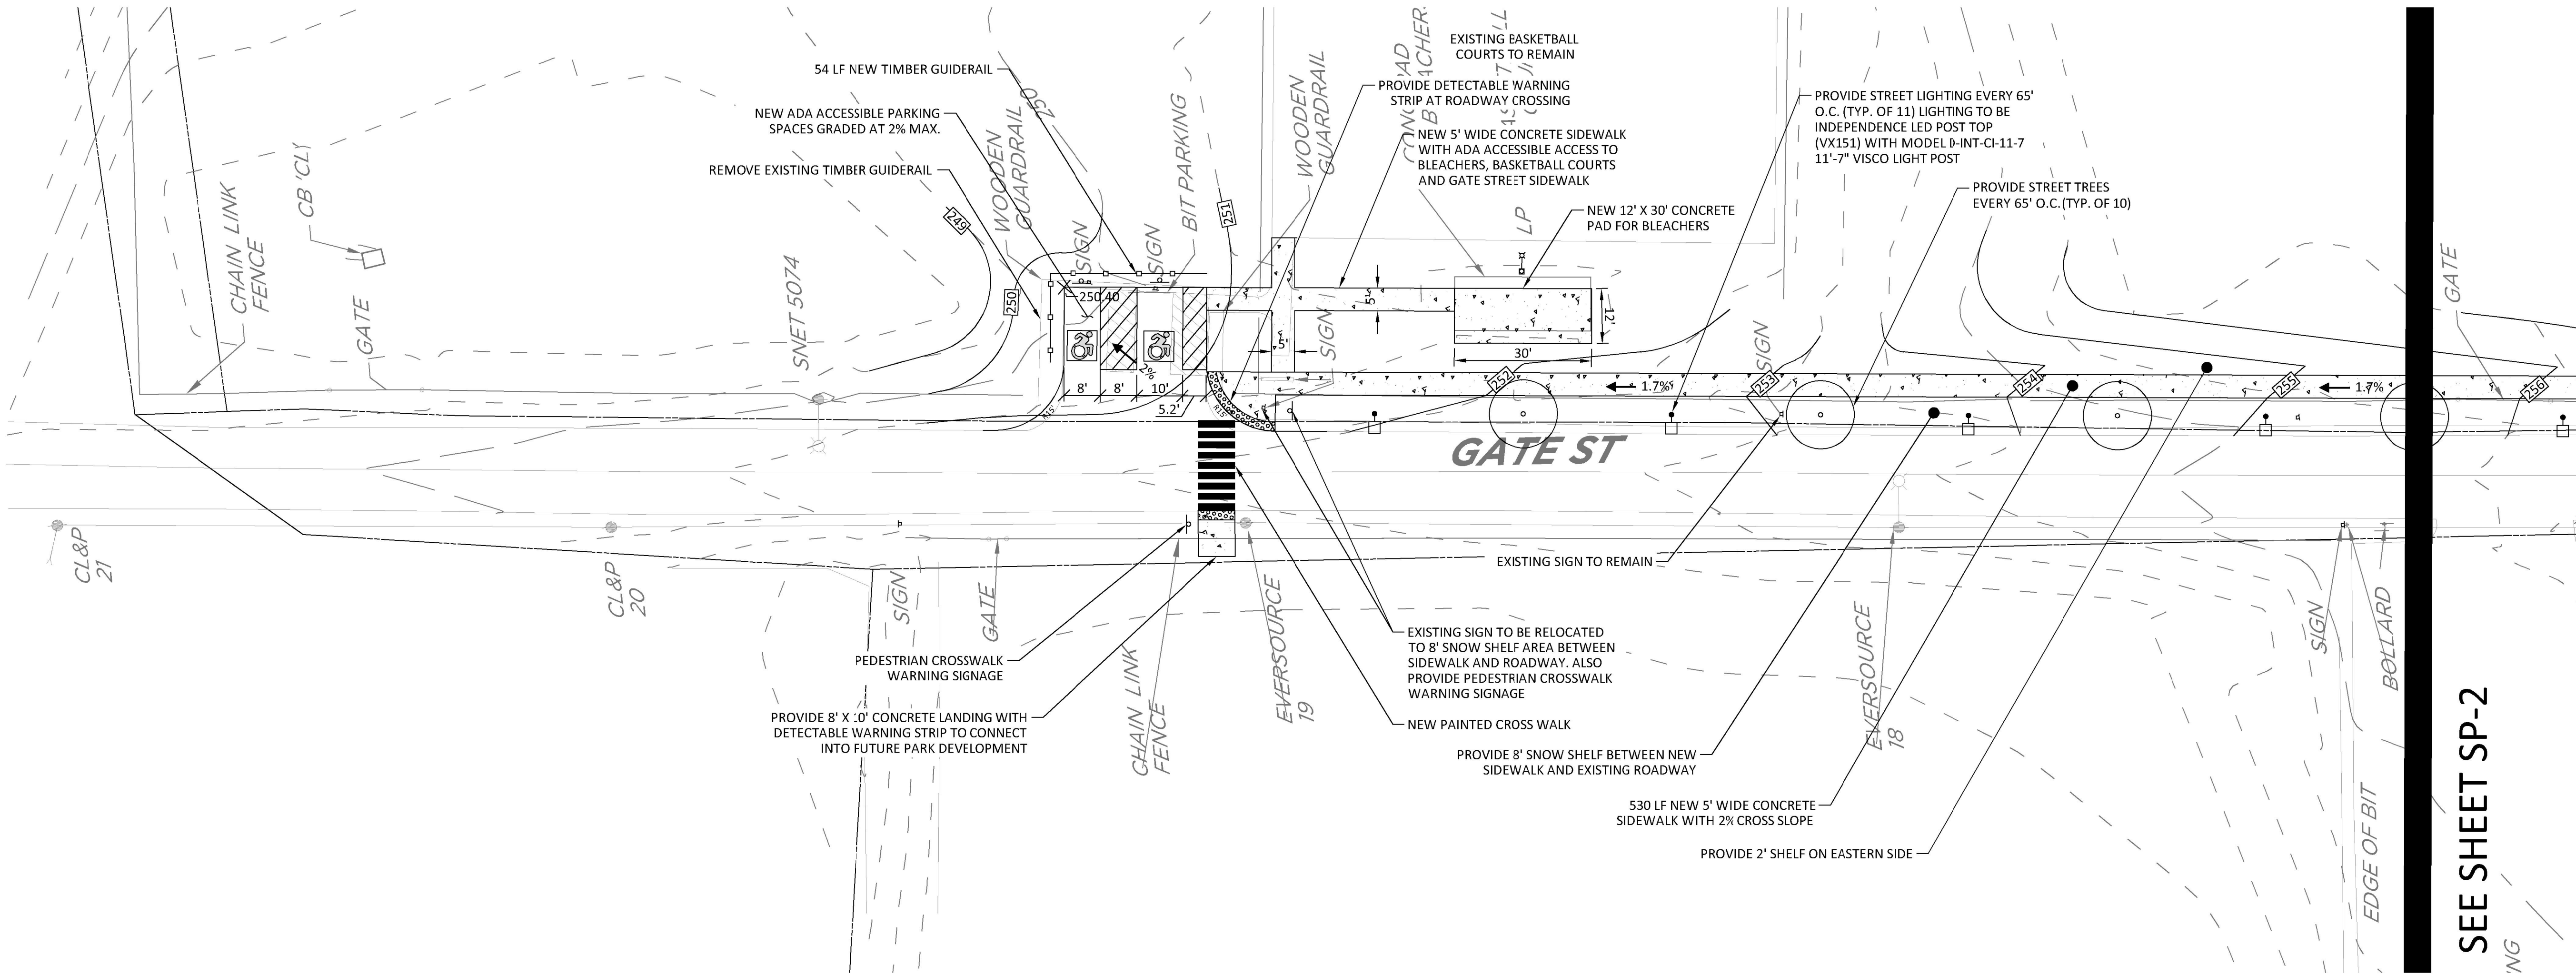 54 LF NEW TIMBER GUIDERAIL
NEW ADA ACCESSIBLE PARKING
SPACES GRADED AT 2% MAX.
REMOVE EXISTING TIMBER GUIDERAIL
EXISTING BASKETBALL
COURTS TO REMAIN
PROVIDE DETECTABLE WARNING
STRIP AT ROADWAY CROSSING
NEW 5' WIDE CONCRETE SIDEWALK
WITH ADA ACCESSIBLE ACCESS TO
BLEACHERS, BASKETBALL COURTS
AND GATE STREET SIDEWALK
NEW 12' X 30' CONCRETE
PAD FOR BLEACHERS
PROVIDE STREET LIGHTING EVERY 65'
O.C. (TYP. OF 11) LIGHTING TO BE
INDEPENDENCE LED POST TOP
(VX151) WITH MODEL D-INT-CI-11-7
11'-7" VISCO LIGHT POST
PROVIDE STREET TREES
EVERY 65' O.C.(TYP. OF 10)
CHAIN LINK
FENCE
CB 'CLY'
GATE
SNET 5074
249
250
WOODEN
GUARDRAIL
250
SIGN
SIGN
BIT PARKING
251
WOODEN
GUARDRAIL
SIGN
LP
SIGN
GATE
250.40
2%
8'
8'
10'
5.2'
R15'
R15'
5'
5'
12'
30'
252
1.7%
253
254
255
1.7%
256
GATE ST
CL&P
21
CL&P
20
SIGN
GATE
CHAIN LINK
FENCE
EVERSOURCE
19
EVERSOURCE
18
SIGN
BOLLARD
EDGE OF BIT
EXISTING SIGN TO REMAIN
PEDESTRIAN CROSSWALK
WARNING SIGNAGE
PROVIDE 8' X 10' CONCRETE LANDING WITH
DETECTABLE WARNING STRIP TO CONNECT
INTO FUTURE PARK DEVELOPMENT
EXISTING SIGN TO BE RELOCATED
TO 8' SNOW SHELF AREA BETWEEN
SIDEWALK AND ROADWAY. ALSO
PROVIDE PEDESTRIAN CROSSWALK
WARNING SIGNAGE
NEW PAINTED CROSS WALK
PROVIDE 8' SNOW SHELF BETWEEN NEW
SIDEWALK AND EXISTING ROADWAY
530 LF NEW 5' WIDE CONCRETE
SIDEWALK WITH 2% CROSS SLOPE
PROVIDE 2' SHELF ON EASTERN SIDE
SEE SHEET SP-2